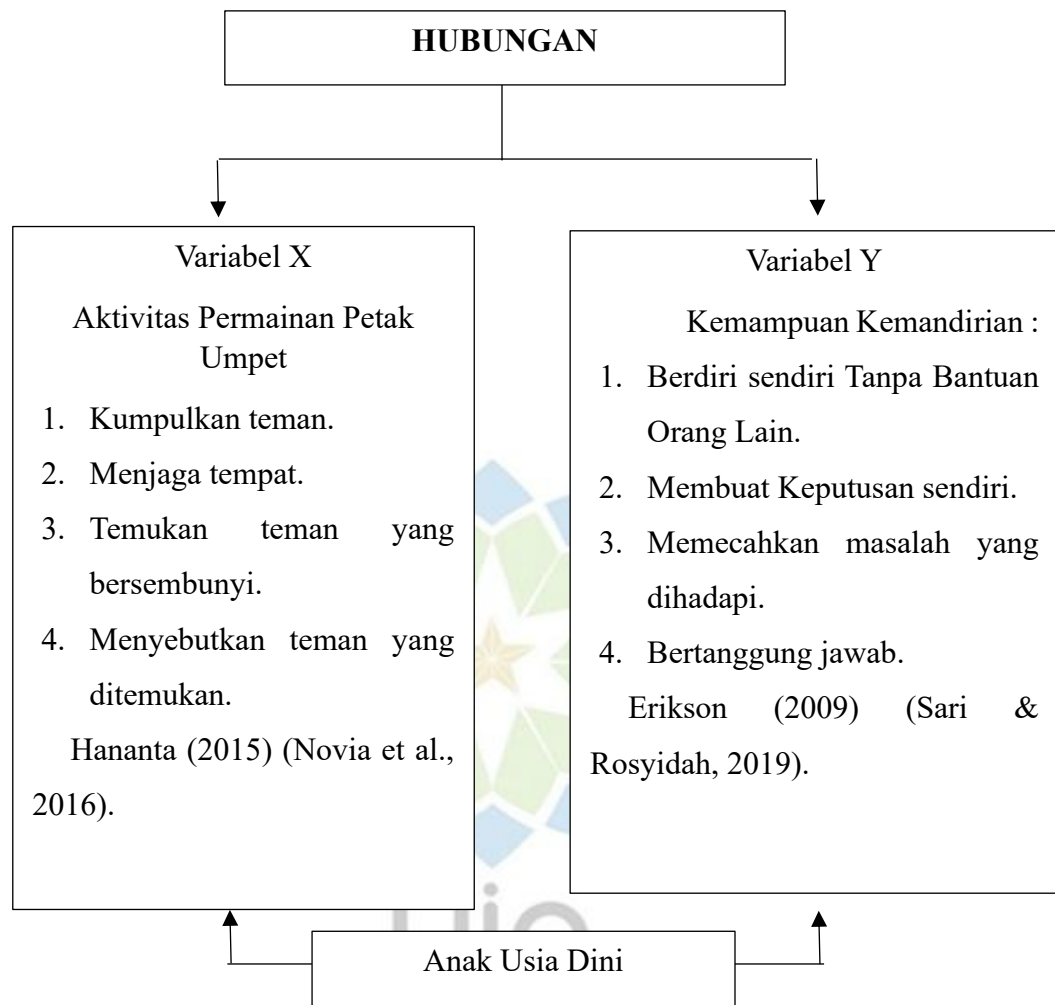 HUBUNGAN
Variabel X
Aktivitas Permainan Petak
Umpet
1. Kumpulkan teman.
2. Menjaga tempat.
3. Temukan teman yang
bersembunyi.
4. Menyebutkan teman yang
ditemukan.
Hananta (2015) (Novia et al.,
2016).
Variabel Y
Kemampuan Kemandirian :
1. Berdiri sendiri Tanpa Bantuan
Orang Lain.
2. Membuat Keputusan sendiri.
3. Memecahkan masalah yang
dihadapi.
4. Bertanggung jawab.
Erikson (2009) (Sari &
Rosyidah, 2019).
Anak Usia Dini